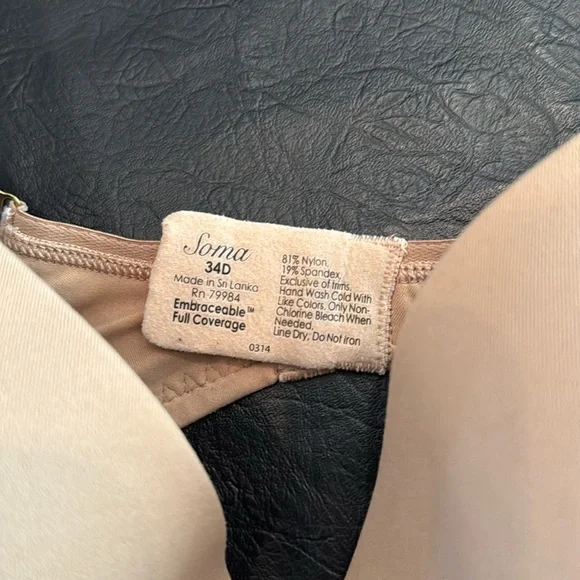 Soma
34D
Made in Sri Lanka
Rn 79984
Embraceable™
Full Coverage
81% Nylon,
19% Spandex,
Exclusive of trims.
Hand Wash Cold With
Like Colors, Only Non-
Chlorine Bleach When
Needed,
Line Dry, Do Not Iron
0314